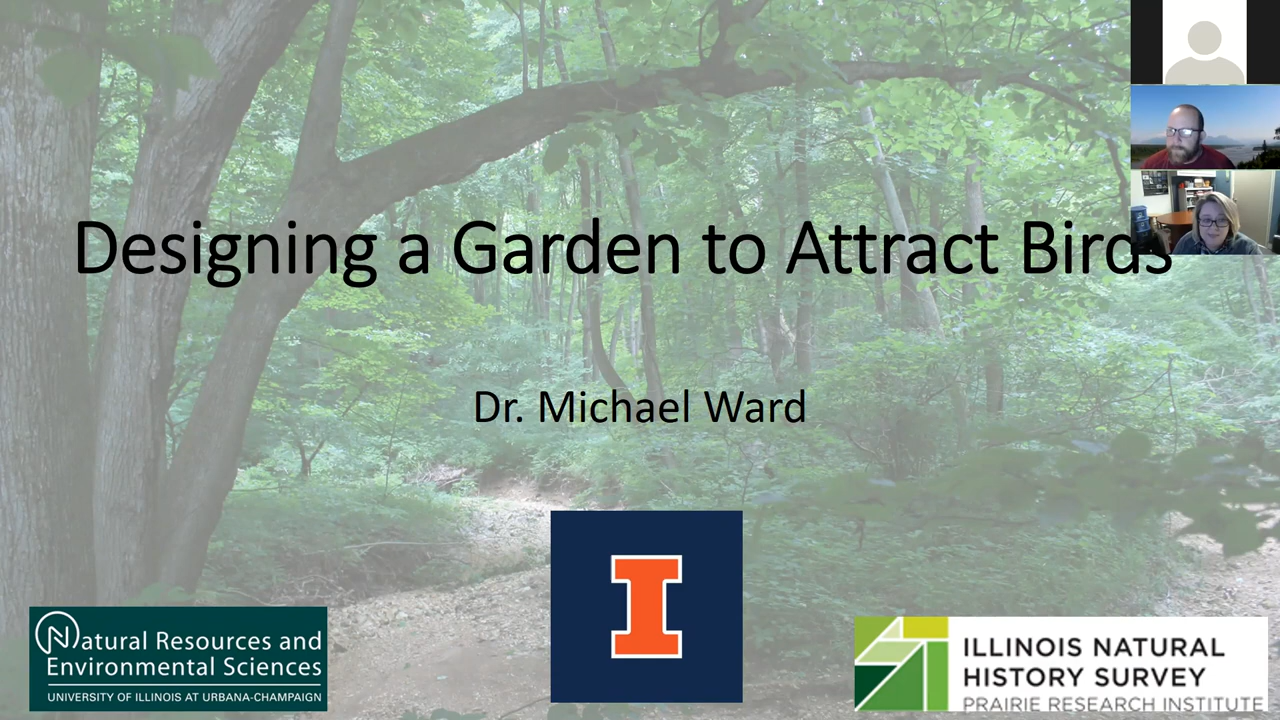 Designing a Garden to Attract Birds
Dr. Michael Ward
Natural Resources and
Environmental Sciences
UNIVERSITY OF ILLINOIS AT URBANA-CHAMPAIGN
I
ILLINOIS NATURAL
HISTORY SURVEY
PRAIRIE RESEARCH INSTITUTE